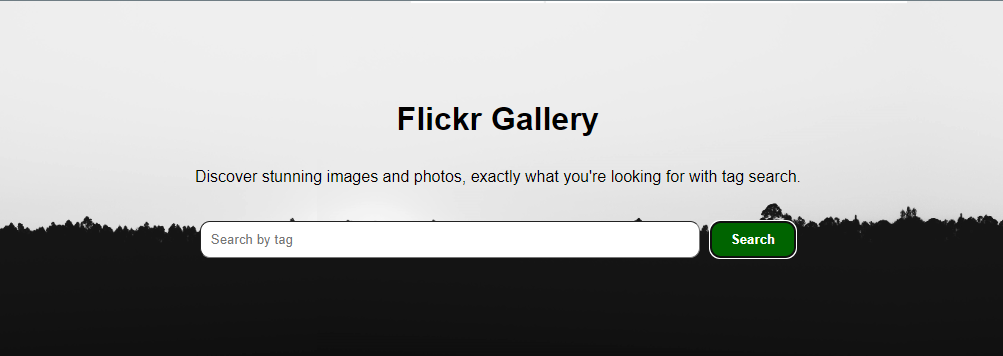 Flickr Gallery
Discover stunning images and photos, exactly what you're looking for with tag search.
Search by tag
Search